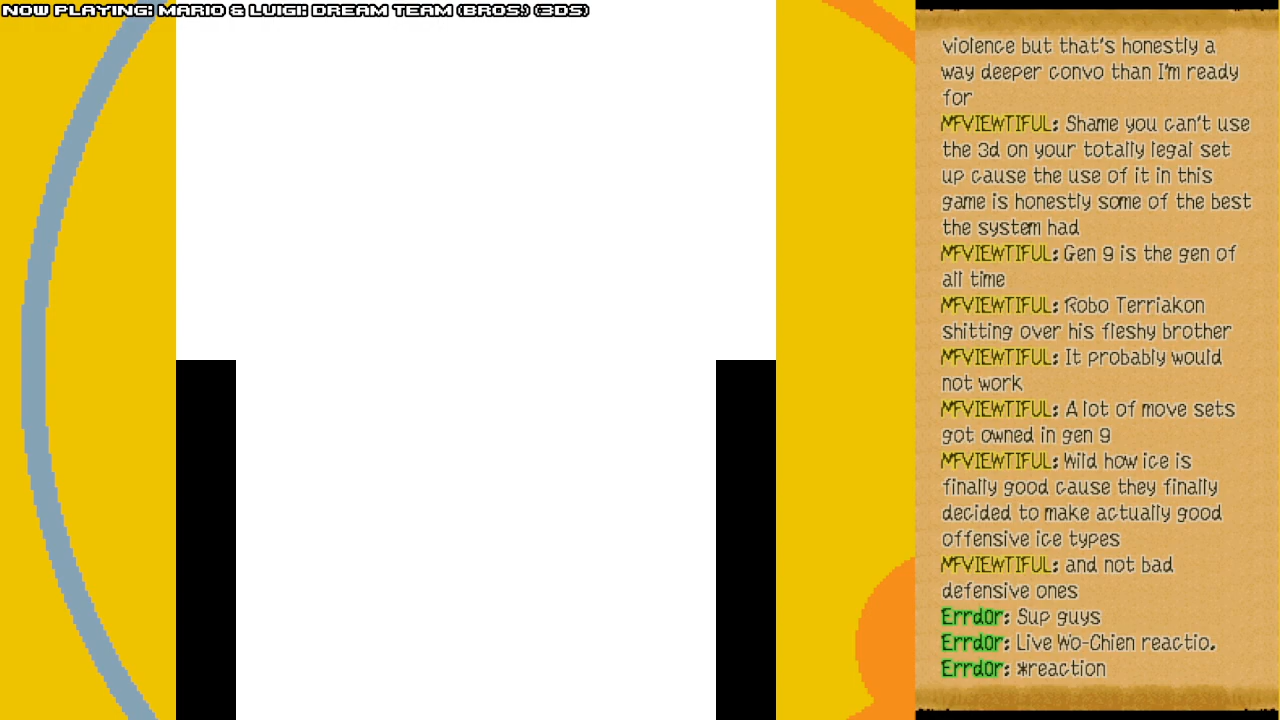 NOW PLAYING: MARIO & LUIGI: DREAM TEAM (BROS.) (3DS)
violence but that's honestly a
way deeper convo than I'm ready
for
MFVIEWTIFUL: Shame you can't use
the 3d on your totally legal set
up cause the use of it in this
game is honestly some of the best
the system had
MFVIEWTIFUL: Gen 9 is the gen of
all time
MFVIEWTIFUL: Robo Terriakon
shitting over his fleshy brother
MFVIEWTIFUL: It probably would
not work
MFVIEWTIFUL: A lot of move sets
got owned in gen 9
MFVIEWTIFUL: Wild how ice is
finally good cause they finally
decided to make actually good
offensive ice types
MFVIEWTIFUL: and not bad
defensive ones
Errd0r: Sup guys
Errd0r: Live Wo-Chien reactio.
Errd0r: *reaction